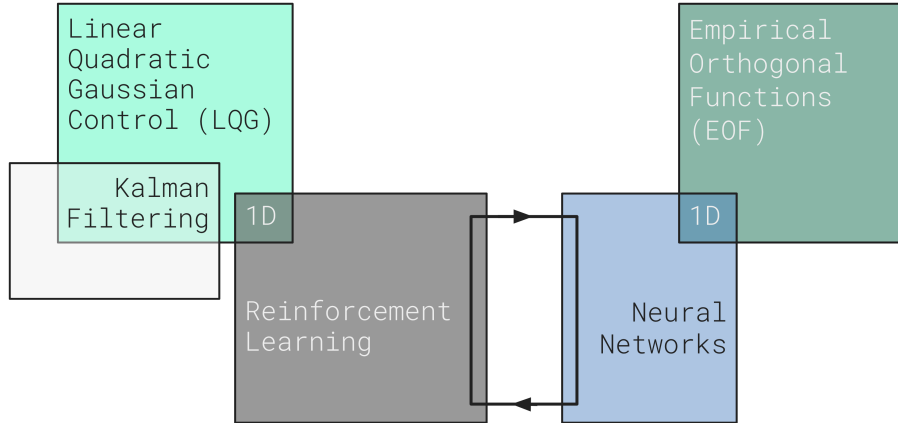 Linear
Quadratic
Gaussian
Control (LQG)
Kalman
Filtering
1D
Reinforcement
Learning
Empirical
Orthogonal
Functions
(EOF)
1D
Neural
Networks